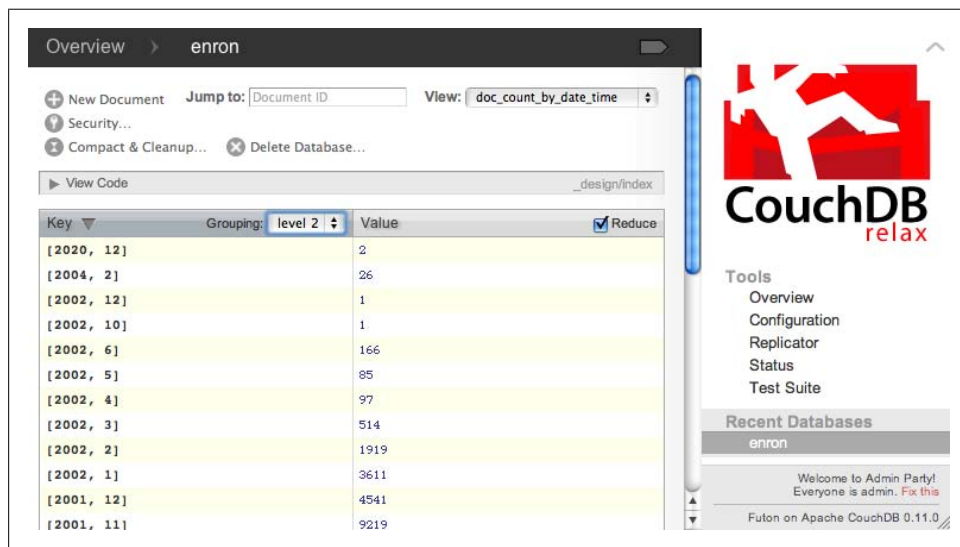 Overview enron
New Document Jump to: Document ID View: doc_count_by_date_time
Security...
Compact & Cleanup... Delete Database...
View Code _design/index
Key Grouping: level 2 Value Reduce
[2020, 12] 2
[2004, 2] 26
[2002, 12] 1
[2002, 10] 1
[2002, 6] 166
[2002, 5] 85
[2002, 4] 97
[2002, 3] 514
[2002, 2] 1919
[2002, 1] 3611
[2001, 12] 4541
[2001, 11] 9219
CouchDB
relax
Tools
Overview
Configuration
Replicator
Status
Test Suite
Recent Databases
enron
Welcome to Admin Party!
Everyone is admin. Fix this
Futon on Apache CouchDB 0.11.0